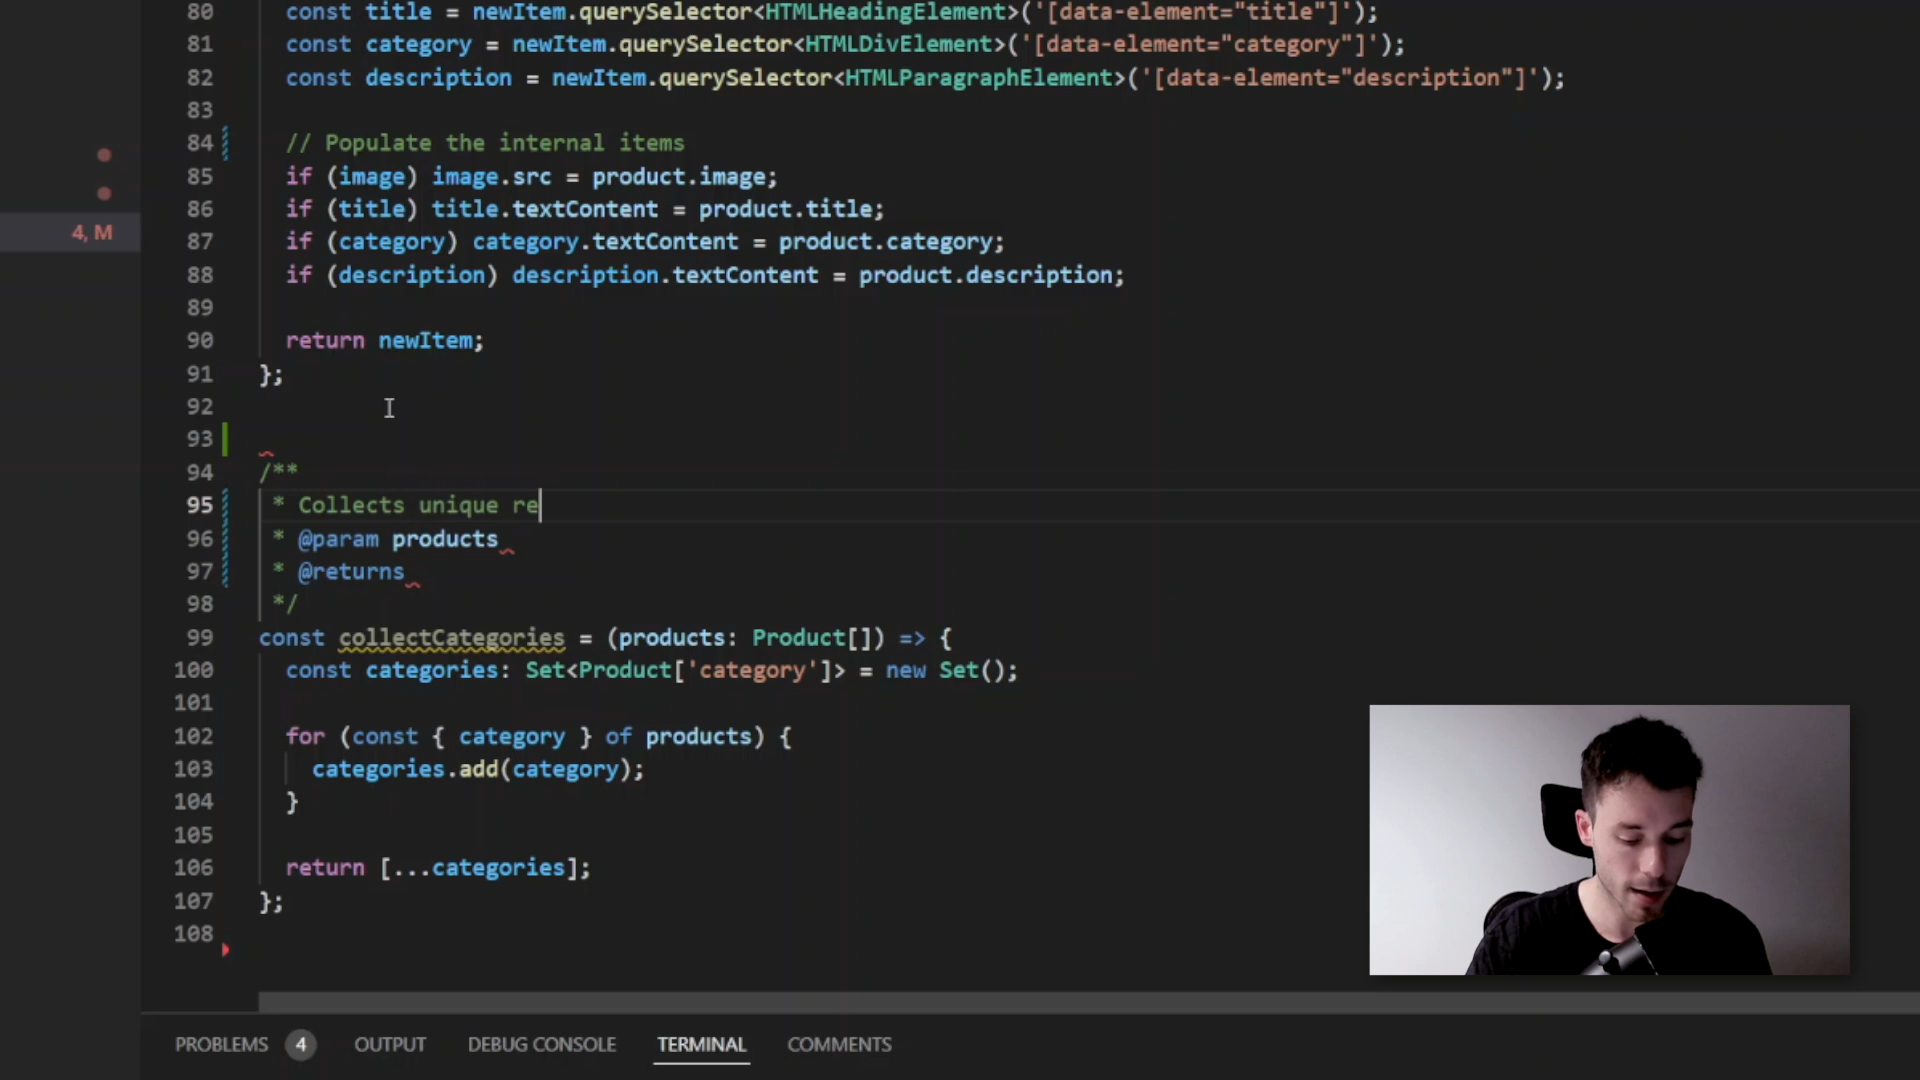 4, M
80 const title = newItem.querySelector<HTMLHeadingElement>('[data-element="title"]');
81 const category = newItem.querySelector<HTMLDivElement>('[data-element="category"]');
82 const description = newItem.querySelector<HTMLParagraphElement>('[data-element="description"]');
83
84 // Populate the internal items
85 if (image) image.src = product.image;
86 if (title) title.textContent = product.title;
87 if (category) category.textContent = product.category;
88 if (description) description.textContent = product.description;
89
90 return newItem;
91 };
92
93
94 /**
95 * Collects unique re
96 * @param products
97 * @returns
98 */
99 const collectCategories = (products: Product[]) => {
100 const categories: Set<Product['category']> = new Set();
101
102 for (const { category } of products) {
103 categories.add(category);
104 }
105
106 return [...categories];
107 };
108
PROBLEMS 4 OUTPUT DEBUG CONSOLE TERMINAL COMMENTS